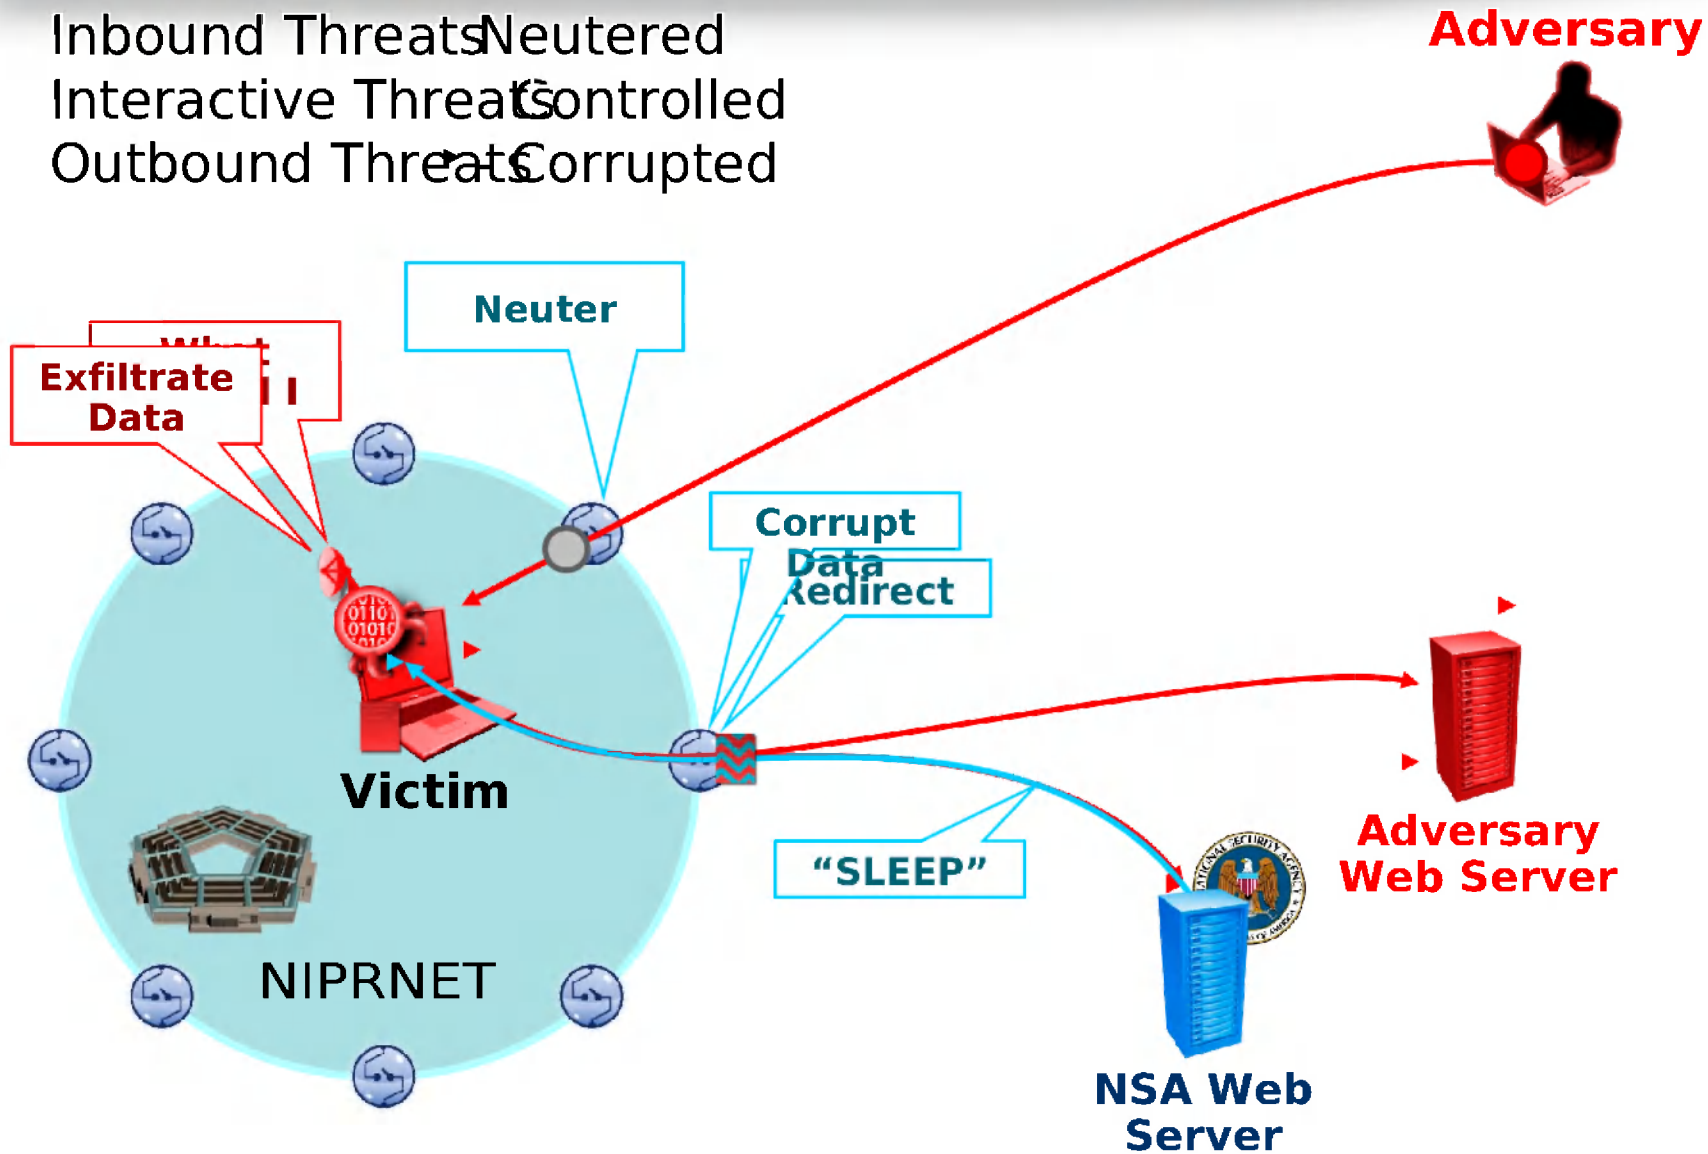 Inbound Threats Neutered
Interactive Threats Controlled
Outbound Threats - Corrupted
Adversary
Neuter
What
I
Exfiltrate
Data
Corrupt
Data
Redirect
Victim
“SLEEP”
Adversary
Web Server
NIPRNET
NSA Web
Server